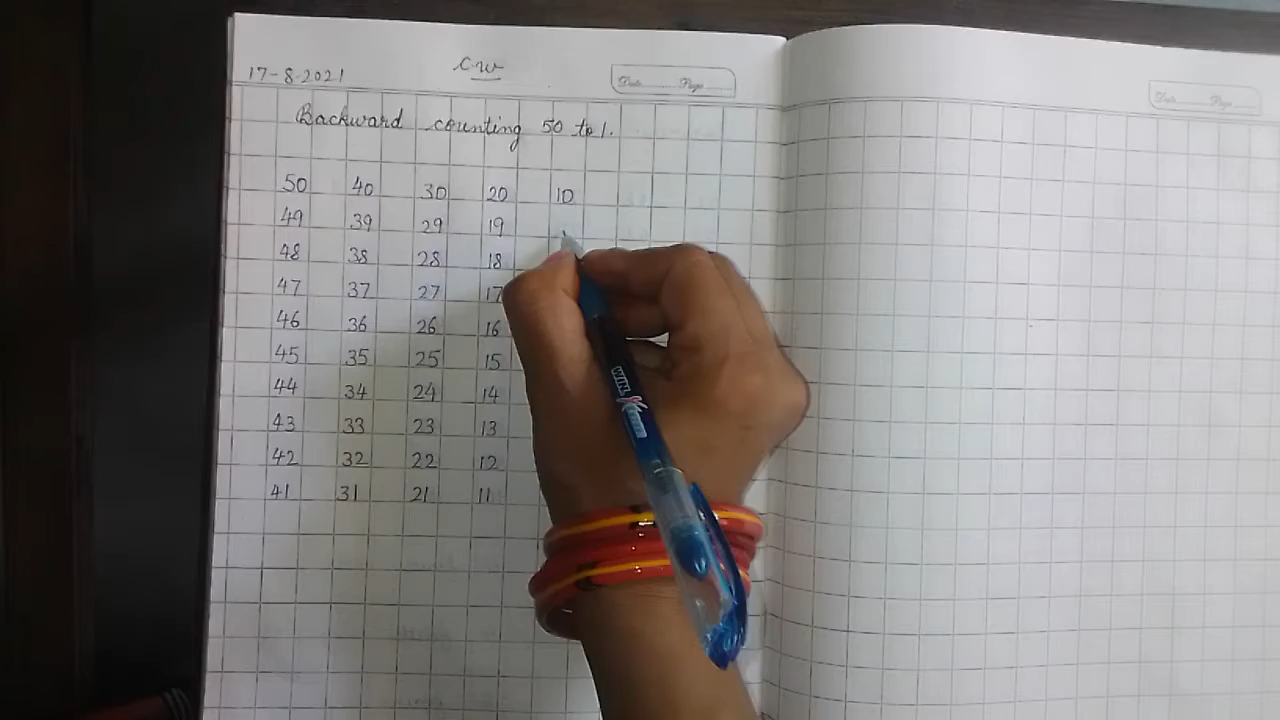 17-8-2021
C.W
Date.......... Page..........
Backward counting 50 to 1.
50 40 30 20 10
49 39 29 19
48 38 28 18
47 37 27 17
46 36 26 16
45 35 25 15
44 34 24 14
43 33 23 13
42 32 22 12
41 31 21 11
WIN
Date.......... Page..........